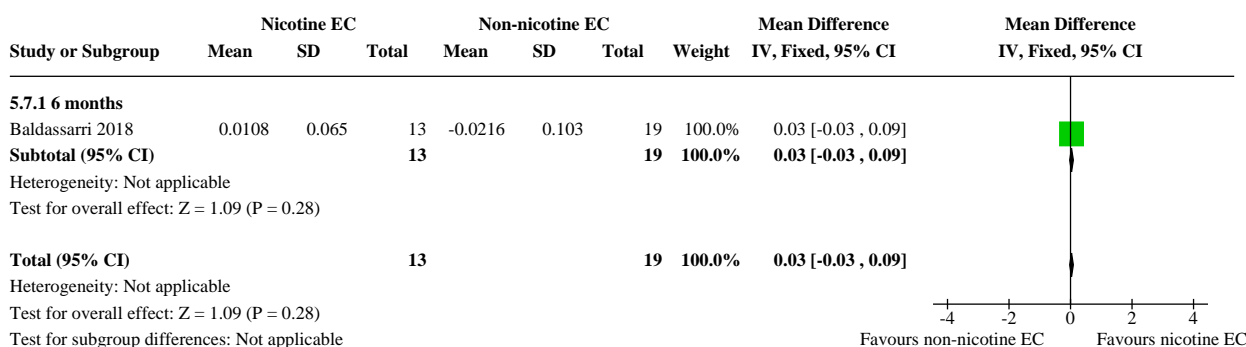 Nicotine EC Non-nicotine EC Mean Difference Mean Difference
Study or Subgroup Mean SD Total Mean SD Total Weight IV, Fixed, 95% CI IV, Fixed, 95% CI
5.7.1 6 months
Baldassarri 2018 0.0108 0.065 13 -0.0216 0.103 19 100.0% 0.03 [-0.03 , 0.09]
Subtotal (95% CI) 13 19 100.0% 0.03 [-0.03 , 0.09]
Heterogeneity: Not applicable
Test for overall effect: Z = 1.09 (P = 0.28)
Total (95% CI) 13 19 100.0% 0.03 [-0.03 , 0.09]
Heterogeneity: Not applicable
Test for overall effect: Z = 1.09 (P = 0.28)
-4 -2 0 2 4
Test for subgroup differences: Not applicable Favours non-nicotine EC Favours nicotine EC